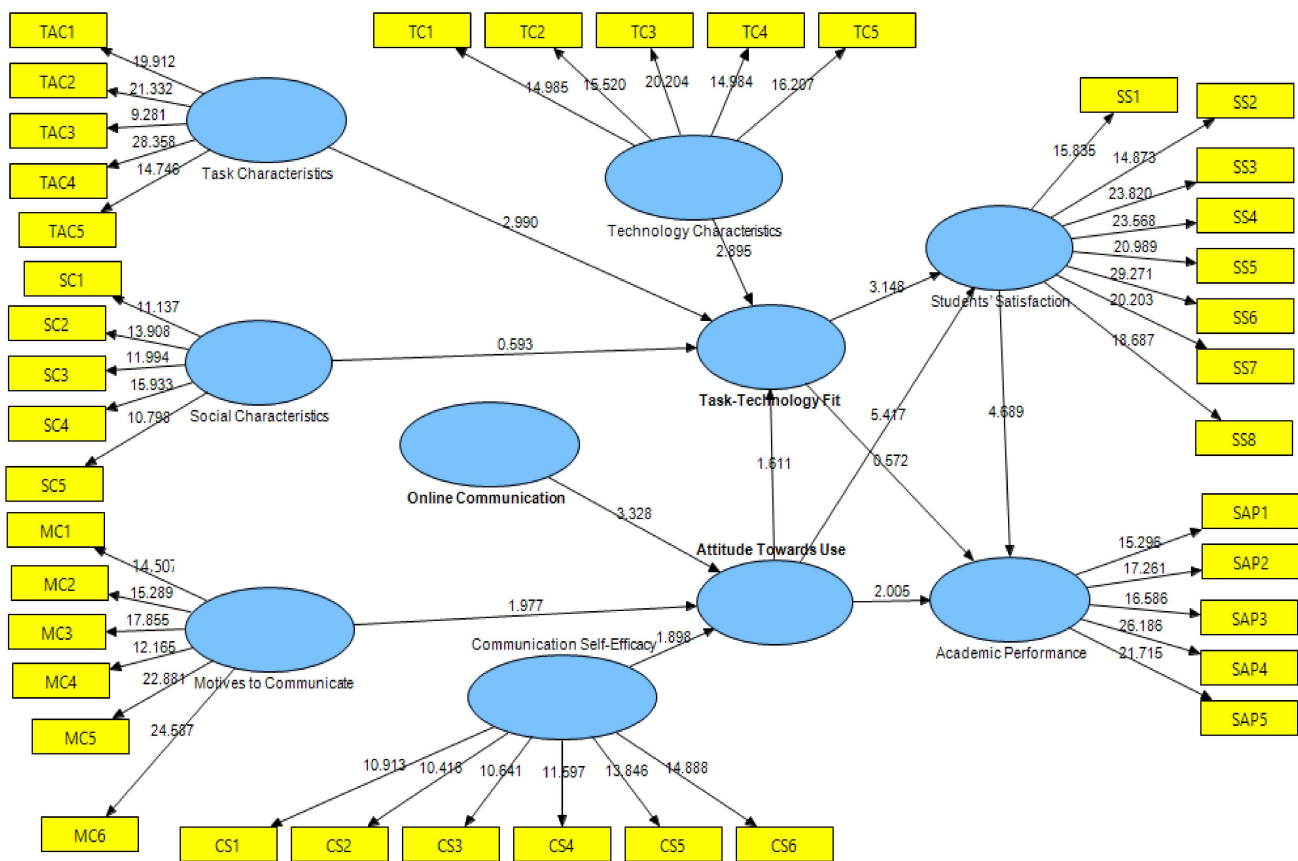 TAC1
TAC2
TAC3
TAC4
TAC5
19.912
21.332
9.281
28.358
14.746
Task Characteristics
TC1
TC2
TC3
TC4
TC5
14.985
15.520
20.204
14.984
16.207
Technology Characteristics
2.990
2.895
SS1
SS2
SS3
SS4
SS5
SS6
SS7
SS8
15.835
14.873
23.820
23.568
20.989
29.271
20.203
18.687
Students' Satisfaction
3.148
SC1
SC2
SC3
SC4
SC5
11.137
13.908
11.994
15.933
10.798
Social Characteristics
0.593
Task-Technology Fit
5.417
4.689
0.572
1.611
Online Communication
3.328
Attitude Towards Use
MC1
MC2
MC3
MC4
MC5
MC6
14.507
15.289
17.855
12.165
22.881
24.587
Motives to Communicate
1.977
Communication Self-Efficacy
1.898
2.005
SAP1
SAP2
SAP3
SAP4
SAP5
15.296
17.261
16.586
26.186
21.715
Academic Performance
10.913
10.416
10.641
11.597
13.846
14.888
CS1
CS2
CS3
CS4
CS5
CS6